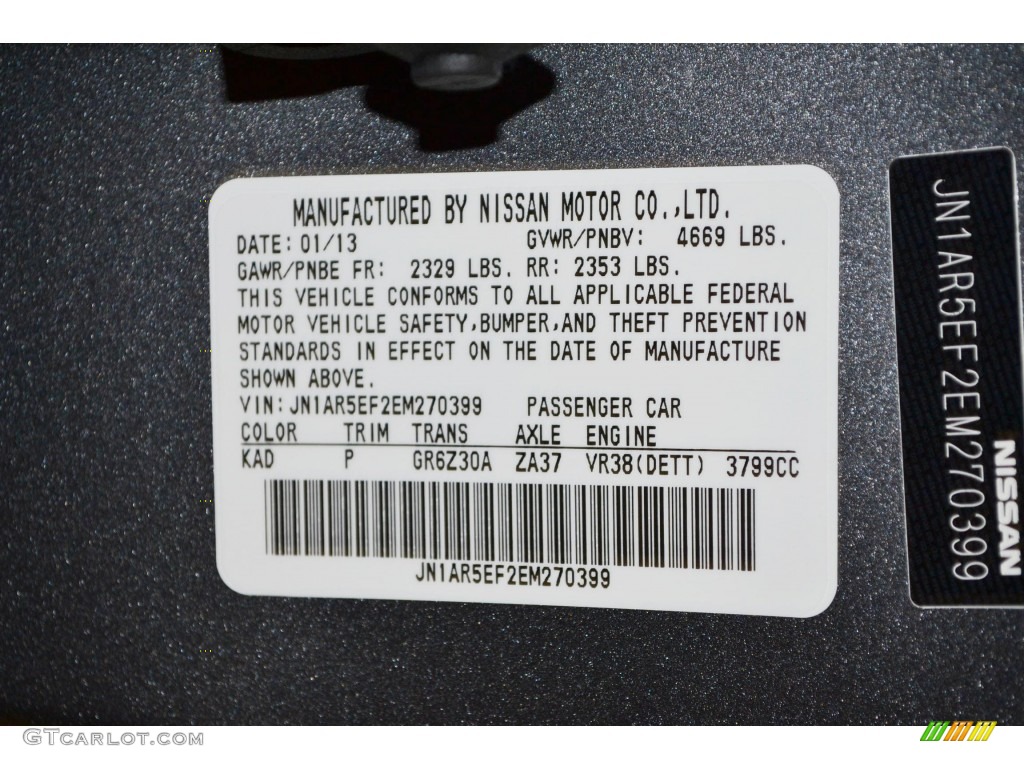 MANUFACTURED BY NISSAN MOTOR CO.,LTD.
DATE: 01/13 GVWR/PNBV: 4669 LBS.
GAWR/PNBE FR: 2329 LBS. RR: 2353 LBS.
THIS VEHICLE CONFORMS TO ALL APPLICABLE FEDERAL
MOTOR VEHICLE SAFETY,BUMPER,AND THEFT PREVENTION
STANDARDS IN EFFECT ON THE DATE OF MANUFACTURE
SHOWN ABOVE.
VIN: JN1AR5EF2EM270399 PASSENGER CAR
COLOR TRIM TRANS AXLE ENGINE
KAD P GR6Z30A ZA37 VR38(DETT) 3799CC
JN1AR5EF2EM270399
JN1AR5EF2EM270399
NISSAN
GTCarlot.com